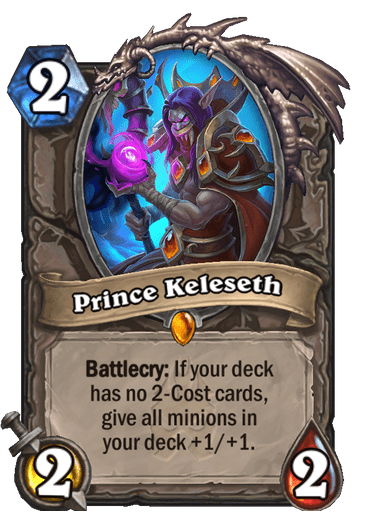 2
Prince Keleseth
Battlecry: If your deck
has no 2-Cost cards,
give all minions in
your deck +1/+1.
2
2